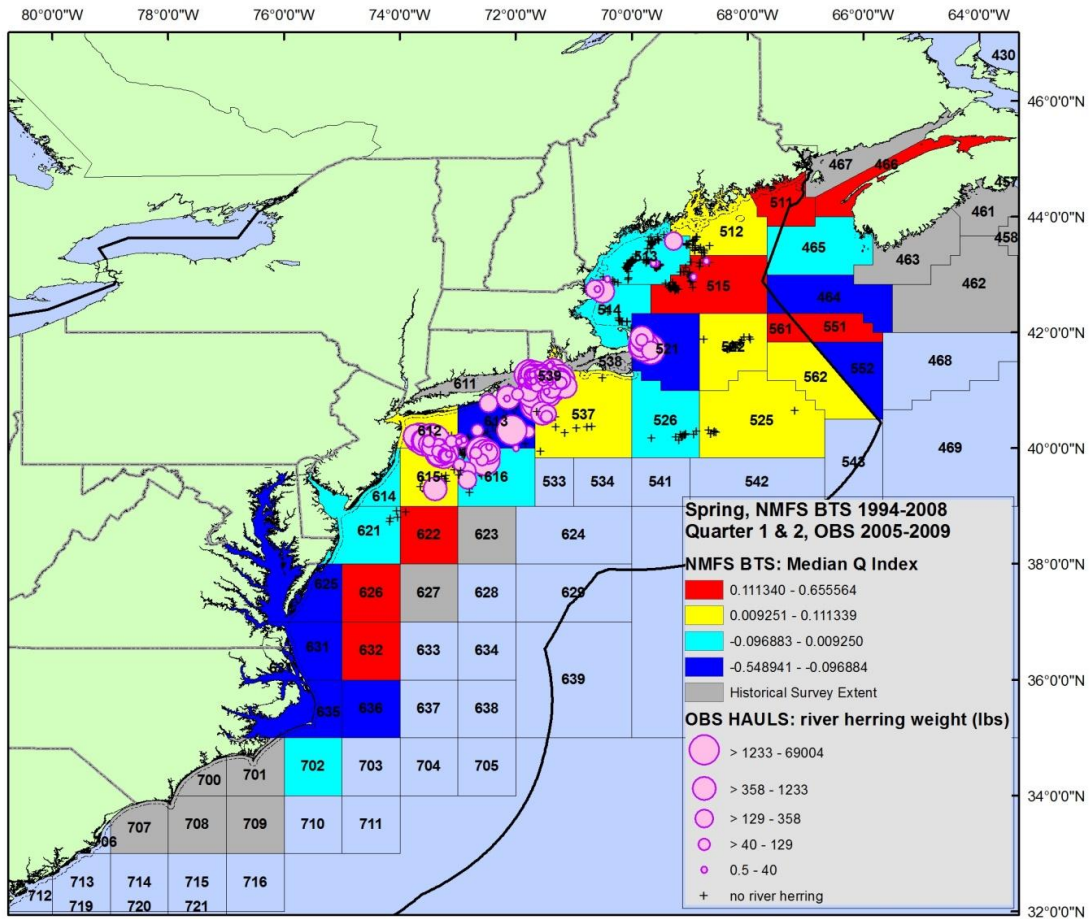 80°0'0"W 78°0'0"W 76°0'0"W 74°0'0"W 72°0'0"W 70°0'0"W 68°0'0"W 66°0'0"W 64°0'0"W
430
46°0'0"N
467 466
511 457
461
44°0'0"N
512 465 458
513 463
515 464 462
514
42°0'0"N
561 551
521 522
538 552 468
611 539 562
537 526 525
612 613
40°0'0"N
469
543
615 616 533 534 541 542
614
621 622 623 624
38°0'0"N
625 626 627 628 629
631 632 633 634
639
36°0'0"N
635 636 637 638
702 703 704 705
701
700
34°0'0"N
707 708 709 710 711
706
713 714 715 716
712
719 720 721
32°0'0"N
Spring, NMFS BTS 1994-2008
Quarter 1 & 2, OBS 2005-2009
NMFS BTS: Median Q Index
0.111340 - 0.655564
0.009251 - 0.111339
-0.096883 - 0.009250
-0.548941 - -0.096884
Historical Survey Extent
OBS HAULS: river herring weight (lbs)
> 1233 - 69004
> 358 - 1233
> 129 - 358
> 40 - 129
0.5 - 40
no river herring